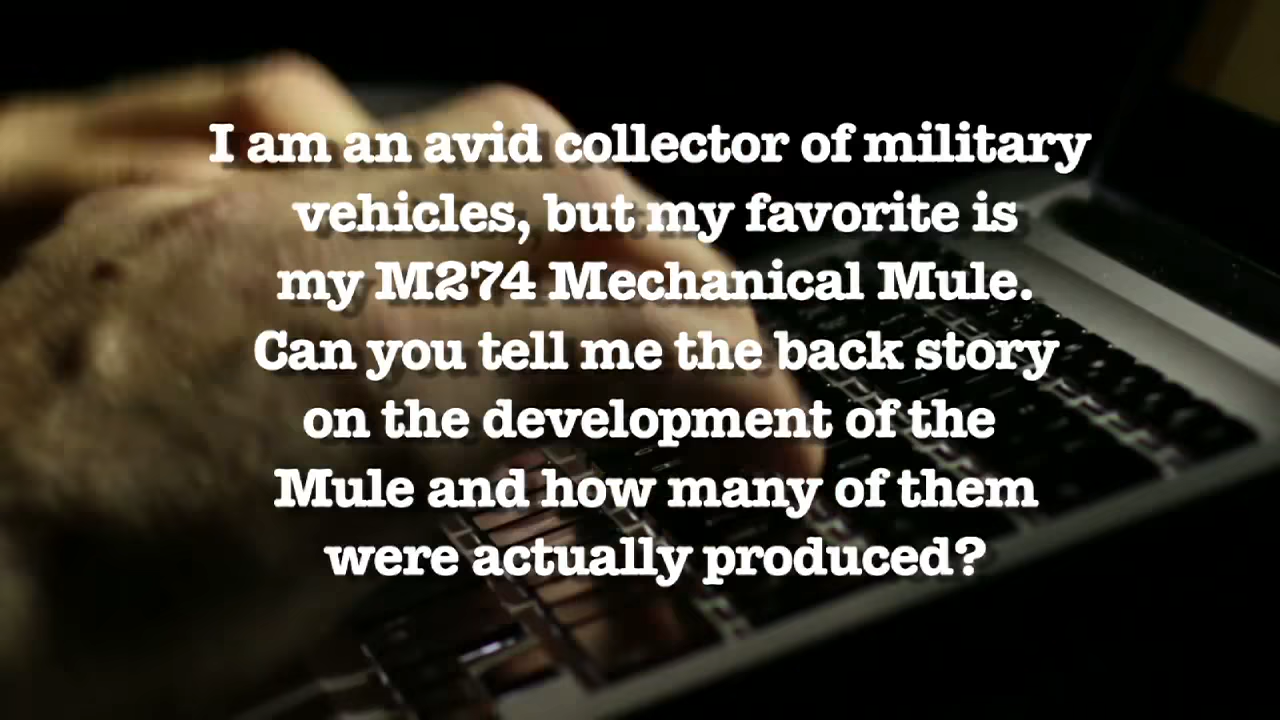 I am an avid collector of military
vehicles, but my favorite is
my M274 Mechanical Mule.
Can you tell me the back story
on the development of the
Mule and how many of them
were actually produced?